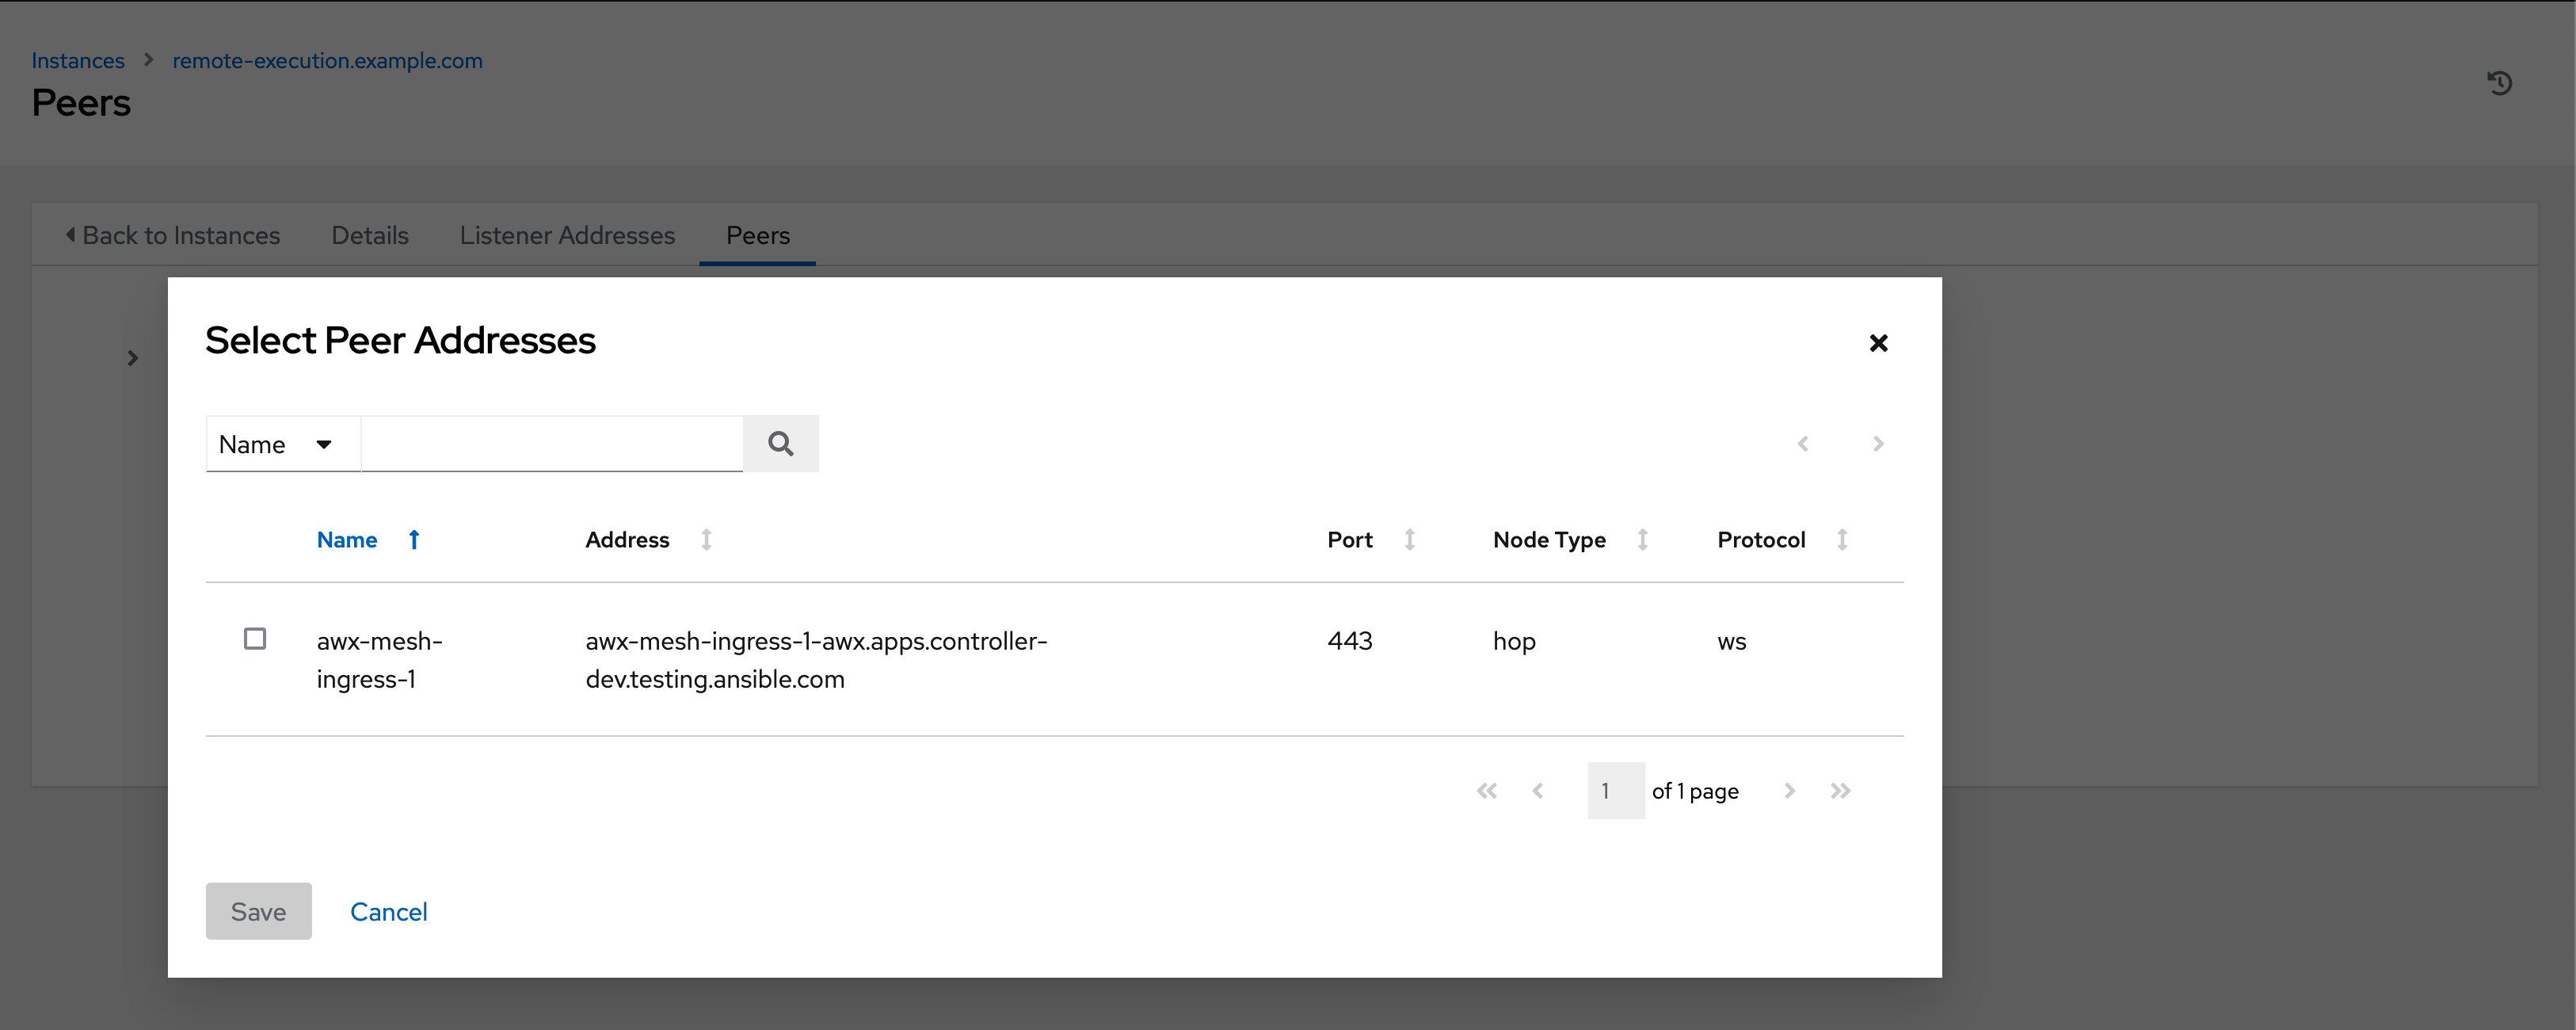 Instances remote-execution.example.com
Peers
Back to Instances Details Listener Addresses Peers
Select Peer Addresses
Name
Name Address Port Node Type Protocol
awx-mesh- awx-mesh-ingress-1-awx.apps.controller- 443 hop ws
ingress-1 dev.testing.ansible.com
1 of 1 page
Save Cancel